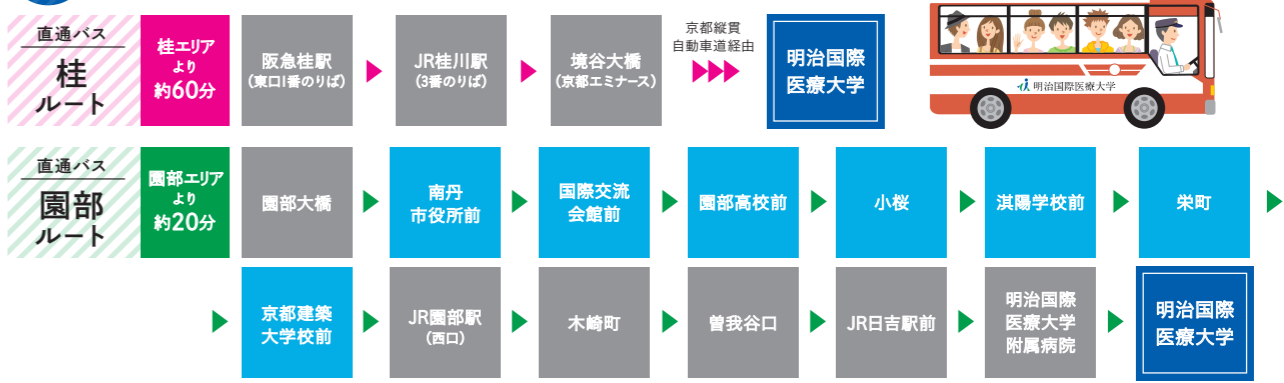 直通バス
桂
ルート
桂エリア
より
約60分
阪急桂駅
(東口1番のりば)
JR桂川駅
(3番のりば)
境谷大橋
(京都エミナース)
京都縦貫
自動車道経由
明治国際
医療大学
明治国際医療大学
直通バス
園部
ルート
園部エリア
より
約20分
園部大橋
南丹
市役所前
国際交流
会館前
園部高校前
小桜
淇陽学校前
栄町
京都建築
大学校前
JR園部駅
(西口)
木崎町
曽我谷口
JR日吉駅前
明治国際
医療大学
附属病院
明治国際
医療大学